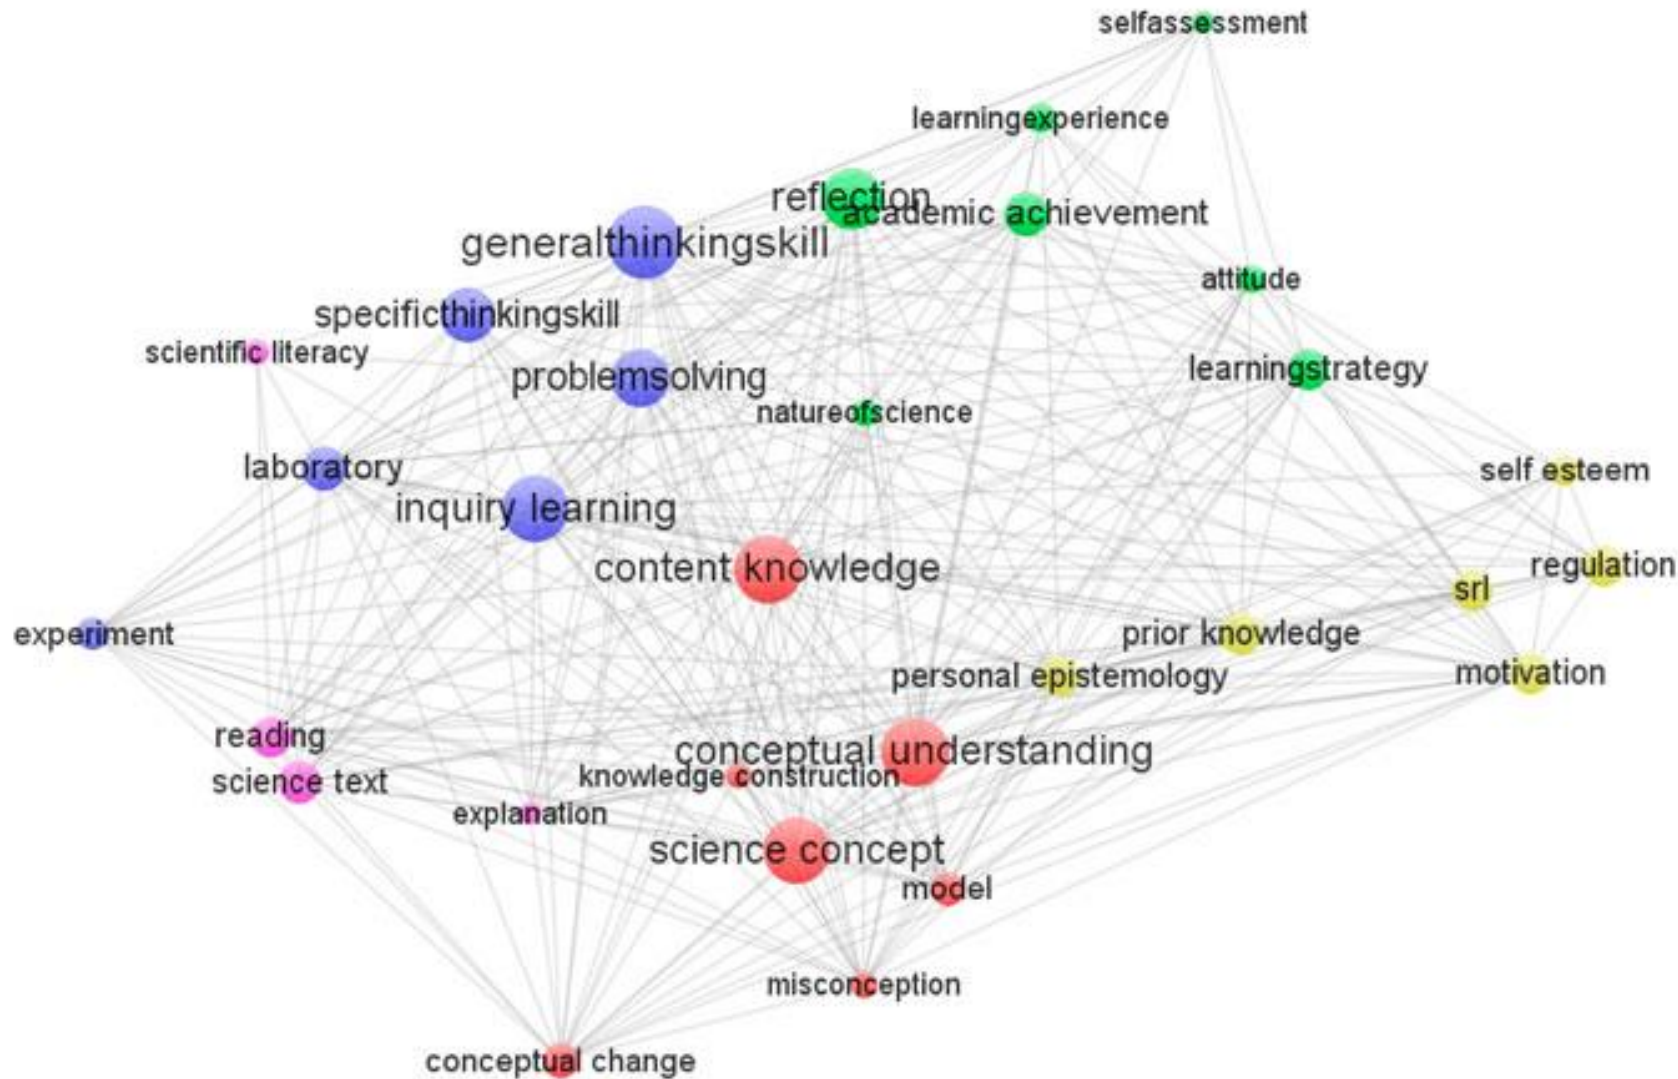 selfassessment
learningexperience
reflection
academic achievement
generalthinkingskill
attitude
specificthinkingskill
scientific literacy
problemsolving
learningstrategy
natureofscience
laboratory
self esteem
inquiry learning
content knowledge
regulation
srl
experiment
prior knowledge
personal epistemology
motivation
reading
conceptual understanding
knowledge construction
science text
explanation
science concept
model
misconception
conceptual change